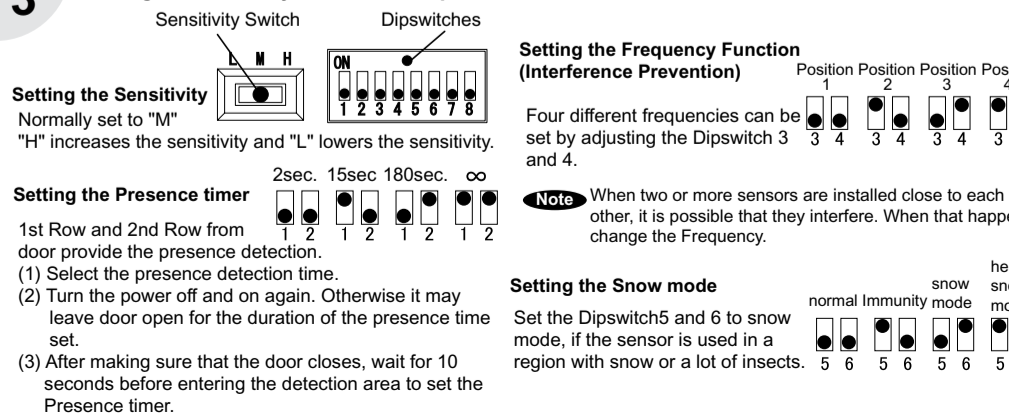 3
Sensitivity Switch
Dipswitches
L M H
ON
1 2 3 4 5 6 7 8
Setting the Sensitivity
Normally set to "M"
"H" increases the sensitivity and "L" lowers the sensitivity.
Setting the Presence timer
2sec. 15sec 180sec. ∞
1 2 1 2 1 2 1 2
1st Row and 2nd Row from
door provide the presence detection.
(1) Select the presence detection time.
(2) Turn the power off and on again. Otherwise it may
leave door open for the duration of the presence time
set.
(3) After making sure that the door closes, wait for 10
seconds before entering the detection area to set the
Presence timer.
Setting the Frequency Function
(Interference Prevention)
Position Position Position Pos
1 2 3 4
3 4 3 4 3 4 3
Four different frequencies can be
set by adjusting the Dipswitch 3
and 4.
Note When two or more sensors are installed close to each
other, it is possible that they interfere. When that happe
change the Frequency.
Setting the Snow mode
normal Immunity snow mode
5 6 5 6 5 6 5
Set the Dipswitch5 and 6 to snow
mode, if the sensor is used in a
region with snow or a lot of insects.